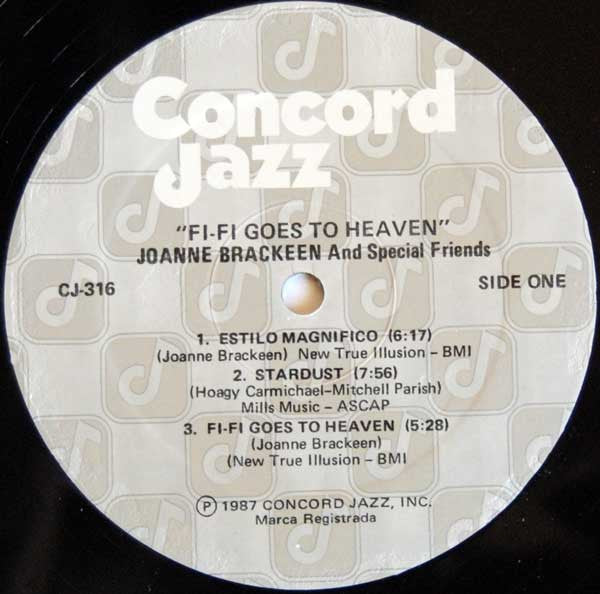 Concord
Jazz
"FI-FI GOES TO HEAVEN"
JOANNE BRACKEEN And Special Friends
CJ-316
SIDE ONE
1. ESTILO MAGNIFICO (6:17)
(Joanne Brackeen) New True Illusion – BMI
2. STARDUST (7:56)
(Hoagy Carmichael–Mitchell Parish)
Mills Music – ASCAP
3. FI-FI GOES TO HEAVEN (5:28)
(Joanne Brackeen)
(New True Illusion – BMI
℗ 1987 CONCORD JAZZ, INC.
Marca Registrada